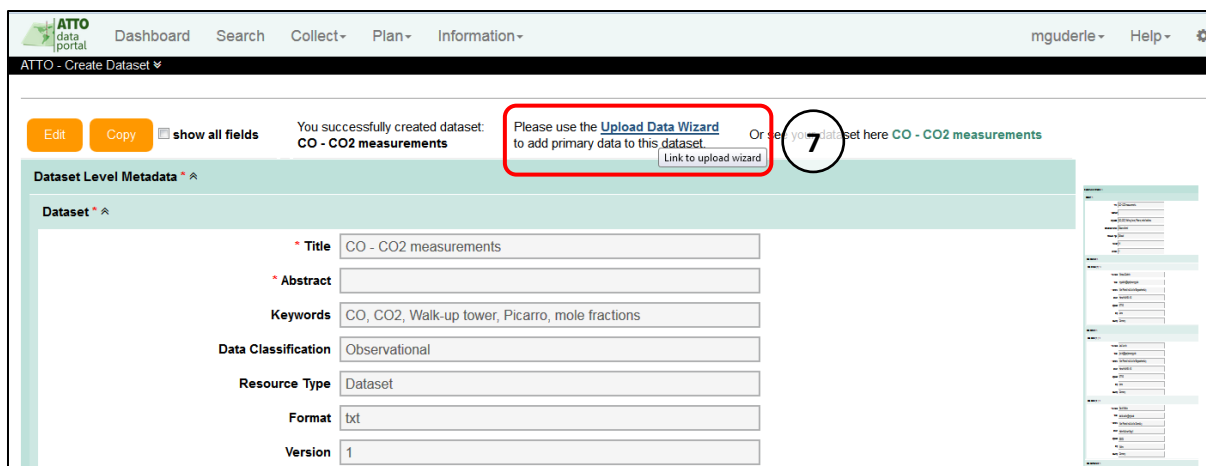 ATTO
data
portal
Dashboard Search Collect Plan Information mguderle Help
ATTO - Create Dataset
Edit Copy show all fields
You successfully created dataset:
CO - CO2 measurements
Please use the Upload Data Wizard
to add primary data to this dataset.
Link to upload wizard
7
Or see your dataset here CO - CO2 measurements
Dataset Level Metadata *
Dataset *
* Title CO - CO2 measurements
* Abstract
Keywords CO, CO2, Walk-up tower, Picarro, mole fractions
Data Classification Observational
Resource Type Dataset
Format txt
Version 1